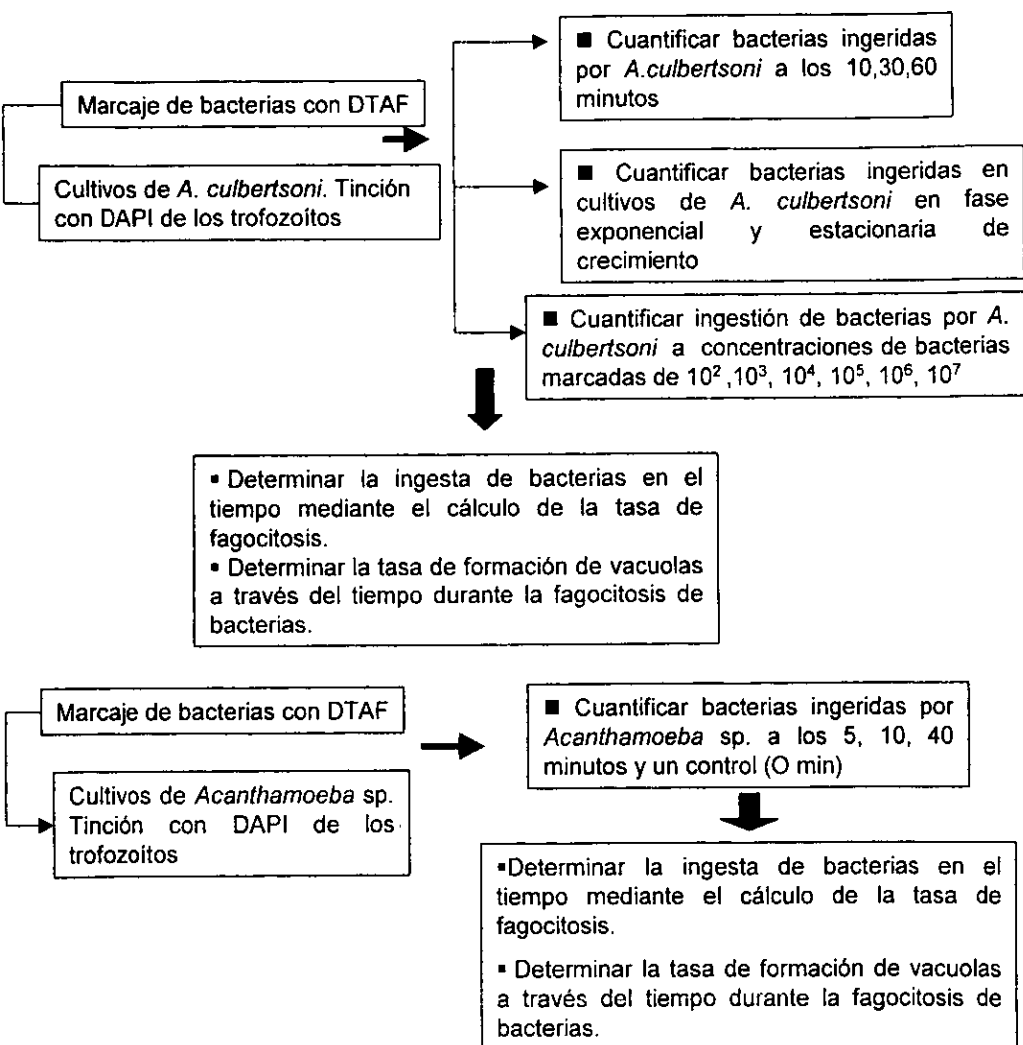 ■ Cuantificar bacterias ingeridas
por A.culbertsoni a los 10,30,60
minutos
Marcaje de bacterias con DTAF
Cultivos de A. culbertsoni. Tinción
con DAPI de los trofozoítos
■ Cuantificar bacterias ingeridas en
cultivos de A. culbertsoni en fase
exponencial y estacionaria de
crecimiento
■ Cuantificar ingestión de bacterias por A.
culbertsoni a concentraciones de bacterias
marcadas de 10² ,10³, 10⁴, 10⁵, 10⁶, 10⁷
▪ Determinar la ingesta de bacterias en el
tiempo mediante el cálculo de la tasa de
fagocitosis.
▪ Determinar la tasa de formación de vacuolas
a través del tiempo durante la fagocitosis de
bacterias.
Marcaje de bacterias con DTAF
Cultivos de Acanthamoeba sp.
Tinción con DAPI de los
trofozoítos
■ Cuantificar bacterias ingeridas por
Acanthamoeba sp. a los 5, 10, 40
minutos y un control (O min)
▪Determinar la ingesta de bacterias en el
tiempo mediante el cálculo de la tasa de
fagocitosis.
▪ Determinar la tasa de formación de vacuolas
a través del tiempo durante la fagocitosis de
bacterias.